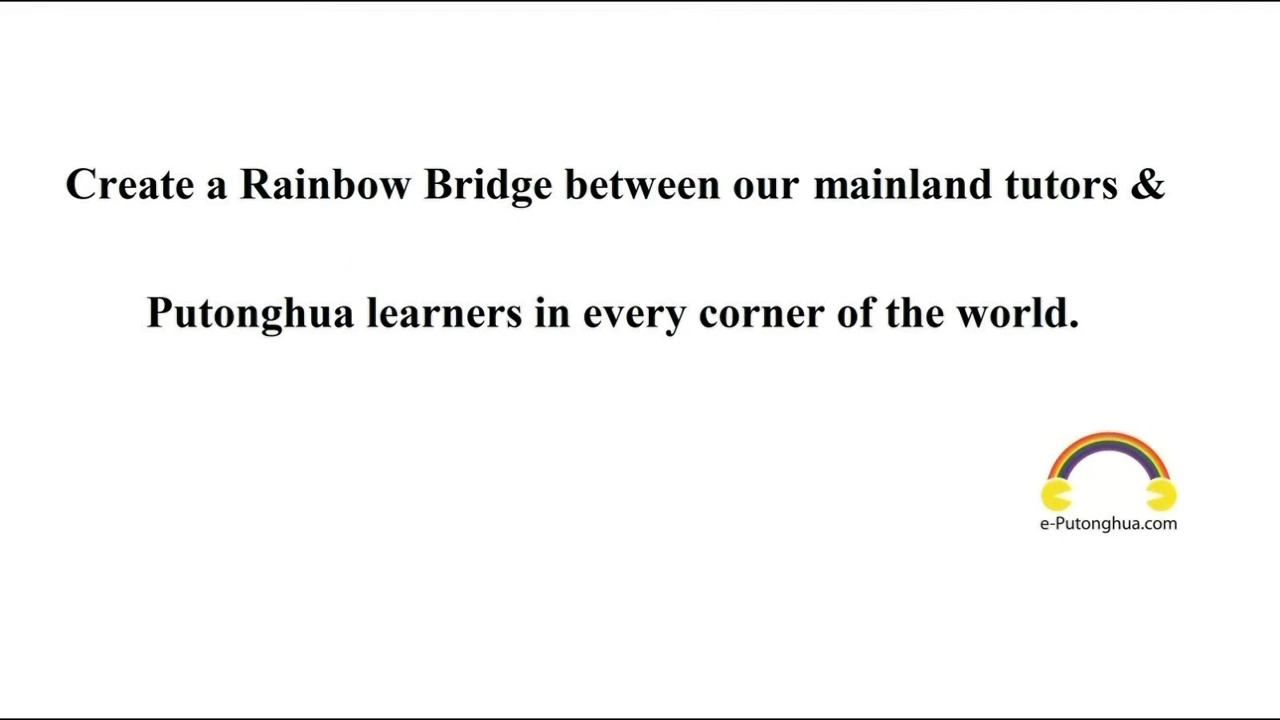 Create a Rainbow Bridge between our mainland tutors &
Putonghua learners in every corner of the world.
e-Putonghua.com